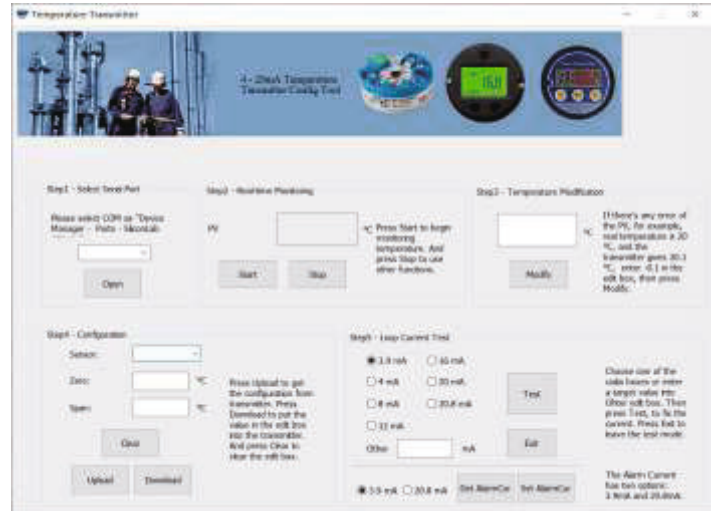 Temperature Transmitter
4 - 20mA Temperature
Transmitter Config Tool
Step1 - Select Serial Port
Please select COM as "Device
Manager - Ports - Siliconlab
Open
Step2 - Realtime Monitoring
PV
℃
Start
Stop
Press Start to begin
monitoring
temperature. And
press Stop to use
other functions.
Step3 - Temperature Modification
℃
Modify
If there's any error of
the PV, for example,
real temperature is 30
℃, and the
transmitter gives 30.1
℃, enter -0.1 in the
edit box, then press
Modify.
Step4 - Configuration
Sensor:
Zero:
℃
Span:
℃
Clear
Upload
Download
Press Upload to get
the configuration from
transmitter. Press
Download to put the
value in the edit box
into the transmitter.
And press Clear to
clear the edit box.
Step5 - Loop Current Test
3.9 mA
16 mA
4 mA
20 mA
8 mA
20.8 mA
12 mA
Other
mA
Test
Exit
Choose one of the
radio boxes or enter
a target value into
Other edit box. Then
press Test, to fix the
current. Press Exit to
leave the test mode.
3.9 mA
20.8 mA
Get AlarmCur
Set AlarmCur
The Alarm Current
has two options:
3.9mA and 20.8mA.